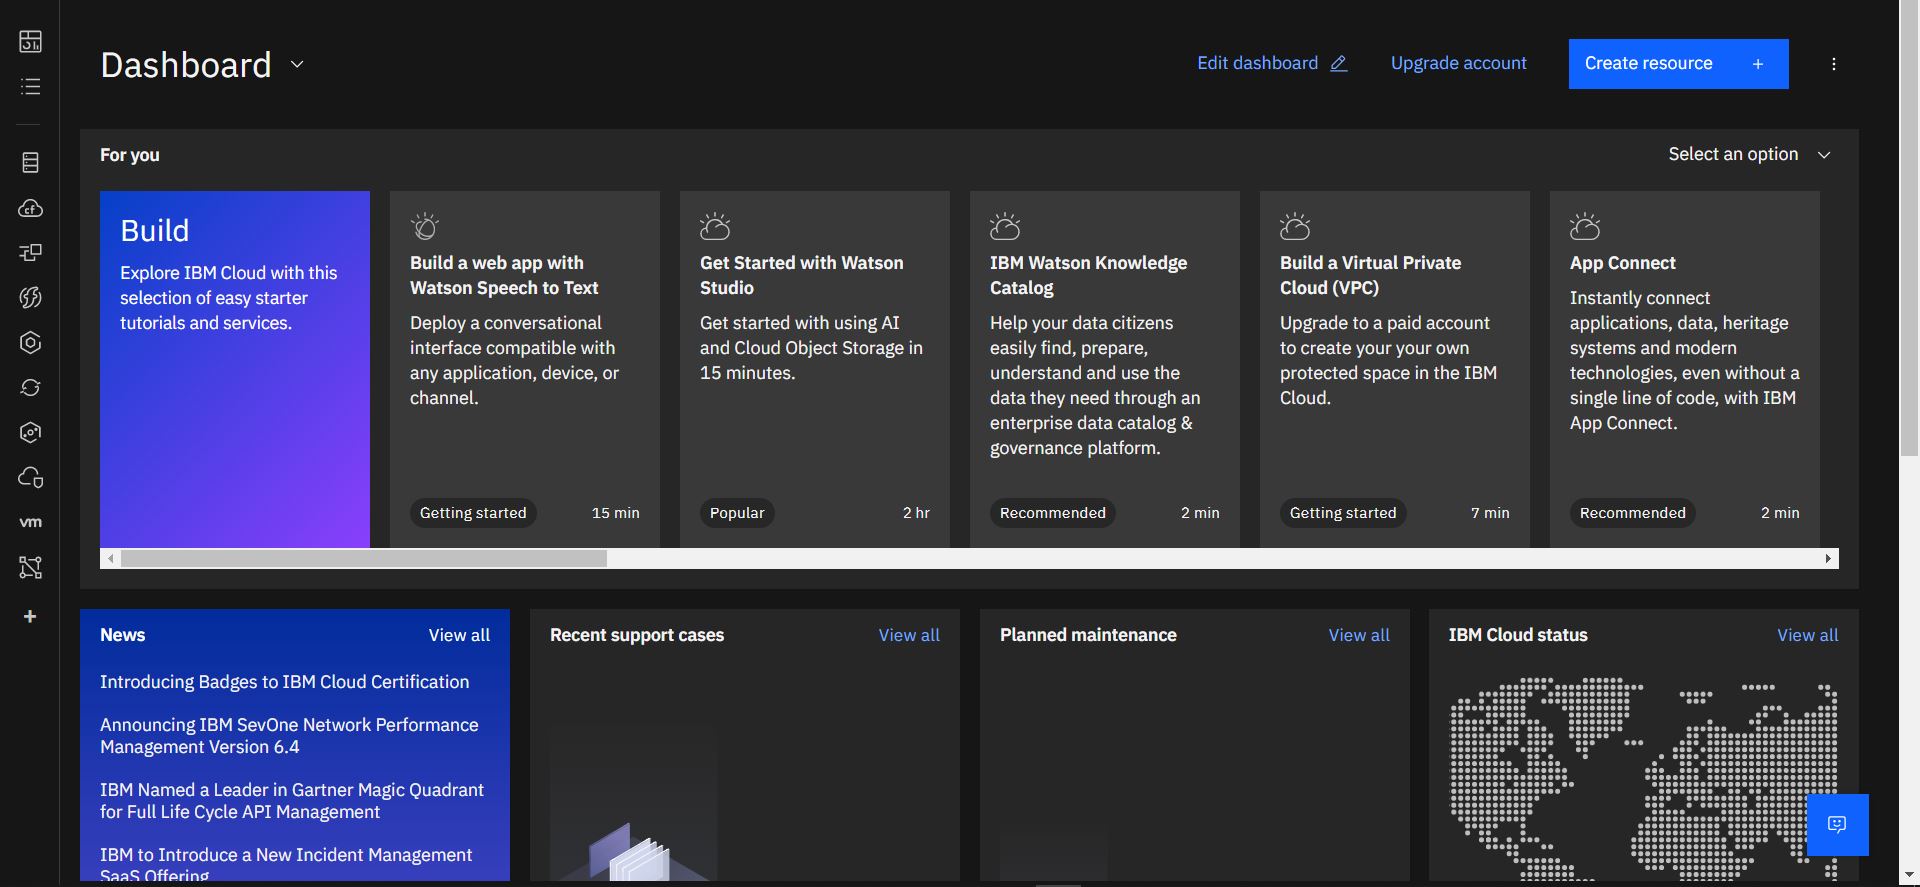 Dashboard
Edit dashboard
Upgrade account
Create resource +
For you
Select an option
Build
Explore IBM Cloud with this
selection of easy starter
tutorials and services.
Build a web app with
Watson Speech to Text
Deploy a conversational
interface compatible with
any application, device, or
channel.
Getting started
15 min
Get Started with Watson
Studio
Get started with using AI
and Cloud Object Storage in
15 minutes.
Popular
2 hr
IBM Watson Knowledge
Catalog
Help your data citizens
easily find, prepare,
understand and use the
data they need through an
enterprise data catalog &
governance platform.
Recommended
2 min
Build a Virtual Private
Cloud (VPC)
Upgrade to a paid account
to create your your own
protected space in the IBM
Cloud.
Getting started
7 min
App Connect
Instantly connect
applications, data, heritage
systems and modern
technologies, even without a
single line of code, with IBM
App Connect.
Recommended
2 min
cf
vm
+
News
View all
Introducing Badges to IBM Cloud Certification
Announcing IBM SevOne Network Performance
Management Version 6.4
IBM Named a Leader in Gartner Magic Quadrant
for Full Life Cycle API Management
IBM to Introduce a New Incident Management
SaaS Offering
Recent support cases
View all
Planned maintenance
View all
IBM Cloud status
View all